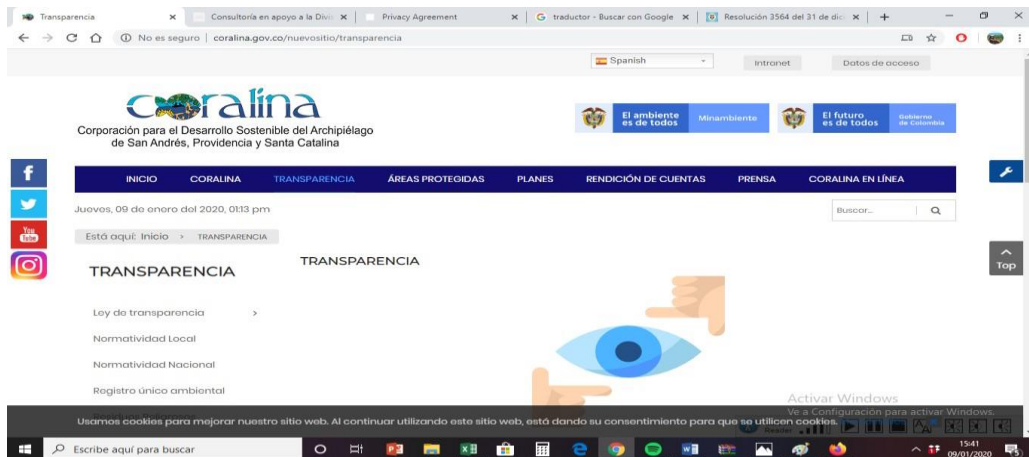 Transparencia
Consultoría en apoyo a la Divi
Privacy Agreement
traductor - Buscar con Google
Resolución 3564 del 31 de dic
No es seguro | coralina.gov.co/nuevositio/transparencia
Spanish
Intranet
Datos de acceso
coralina
Corporación para el Desarrollo Sostenible del Archipiélago
de San Andrés, Providencia y Santa Catalina
El ambiente
es de todos
Minambiente
El futuro
es de todos
Gobierno
de Colombia
INICIO CORALINA TRANSPARENCIA ÁREAS PROTEGIDAS PLANES RENDICIÓN DE CUENTAS PRENSA CORALINA EN LÍNEA
Jueves, 09 de enero del 2020, 01:13 pm
Buscar...
Está aquí: Inicio > TRANSPARENCIA
You
Tube
Top
TRANSPARENCIA
TRANSPARENCIA
Ley de transparencia >
Normatividad Local
Normatividad Nacional
Registro único ambiental
Activar Windows
Ve a Configuración para activar Windows.
Usamos cookies para mejorar nuestro sitio web. Al continuar utilizando este sitio web, está dando su consentimiento para que se utilicen cookies.
Reader
Escribe aquí para buscar
15:41
09/01/2020